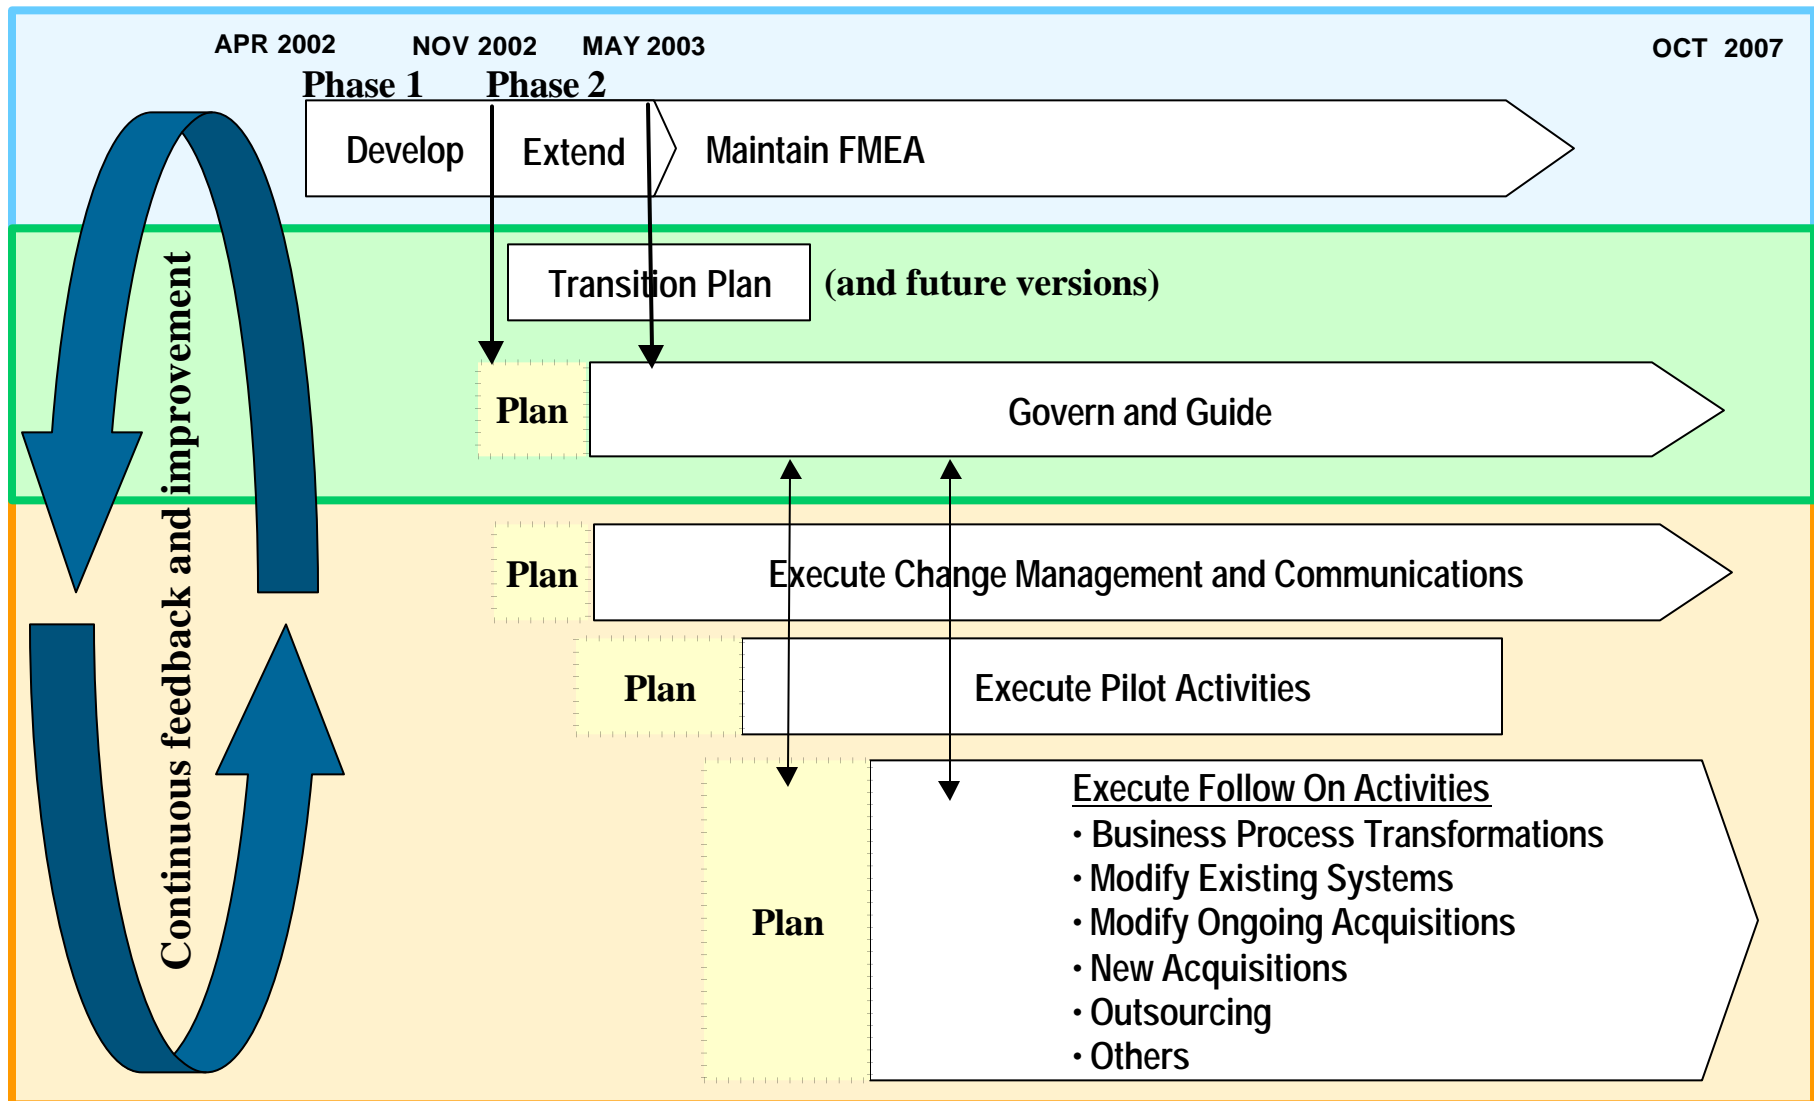 APR 2002 NOV 2002 MAY 2003 OCT 2007
Phase 1 Phase 2
Develop Extend Maintain FMEA
Transition Plan (and future versions)
Plan Govern and Guide
Continuous feedback and improvement
Plan Execute Change Management and Communications
Plan Execute Pilot Activities
Plan
Execute Follow On Activities
• Business Process Transformations
• Modify Existing Systems
• Modify Ongoing Acquisitions
• New Acquisitions
• Outsourcing
• Others